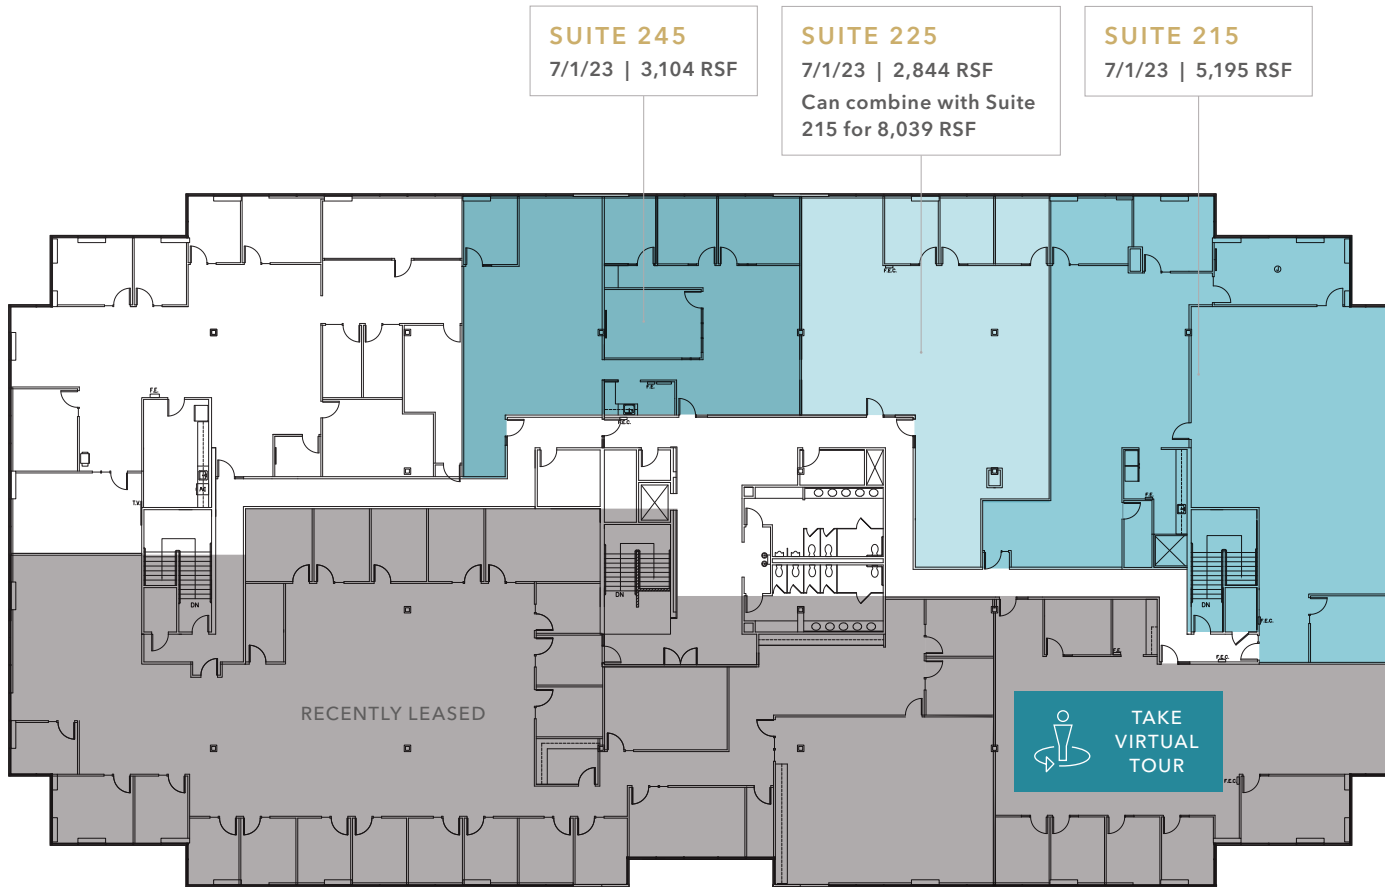 SUITE 245
7/1/23 | 3,104 RSF
SUITE 225
7/1/23 | 2,844 RSF
Can combine with Suite
215 for 8,039 RSF
SUITE 215
7/1/23 | 5,195 RSF
F.E.C.
J
F.E.
F.E.
F.E.C.
T.V.
F.E.
DN
DN
DN
F.E.C.
F.E.
F.E.C.
RECENTLY LEASED
TAKE
VIRTUAL
TOUR
F.E.C.